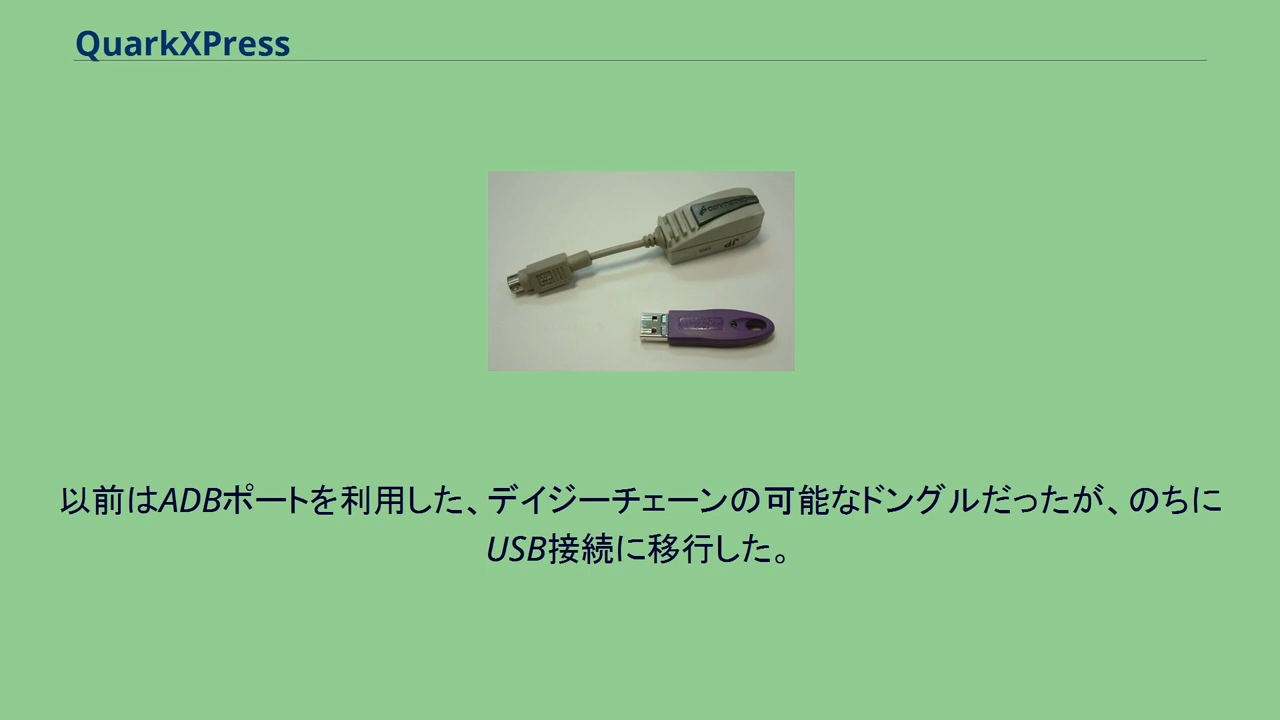 QuarkXPress
JP
以前はADBポートを利用した、デイジーチェーンの可能なドングルだったが、のちに
USB接続に移行した。